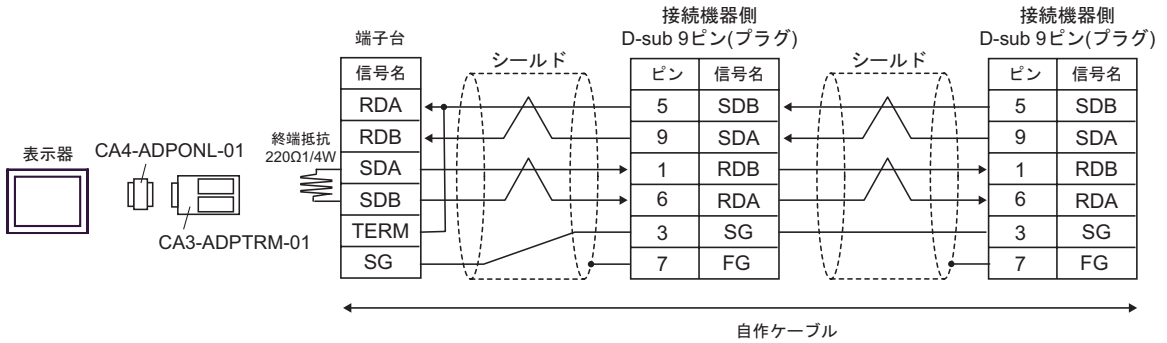 表示器
CA4-ADPONL-01
CA3-ADPTRM-01
終端抵抗
220Ω1/4W
端子台
信号名
RDA
RDB
SDA
SDB
TERM
SG
シールド
接続機器側
D-sub 9ピン(プラグ)
ピン 信号名
5 SDB
9 SDA
1 RDB
6 RDA
3 SG
7 FG
シールド
接続機器側
D-sub 9ピン(プラグ)
ピン 信号名
5 SDB
9 SDA
1 RDB
6 RDA
3 SG
7 FG
自作ケーブル